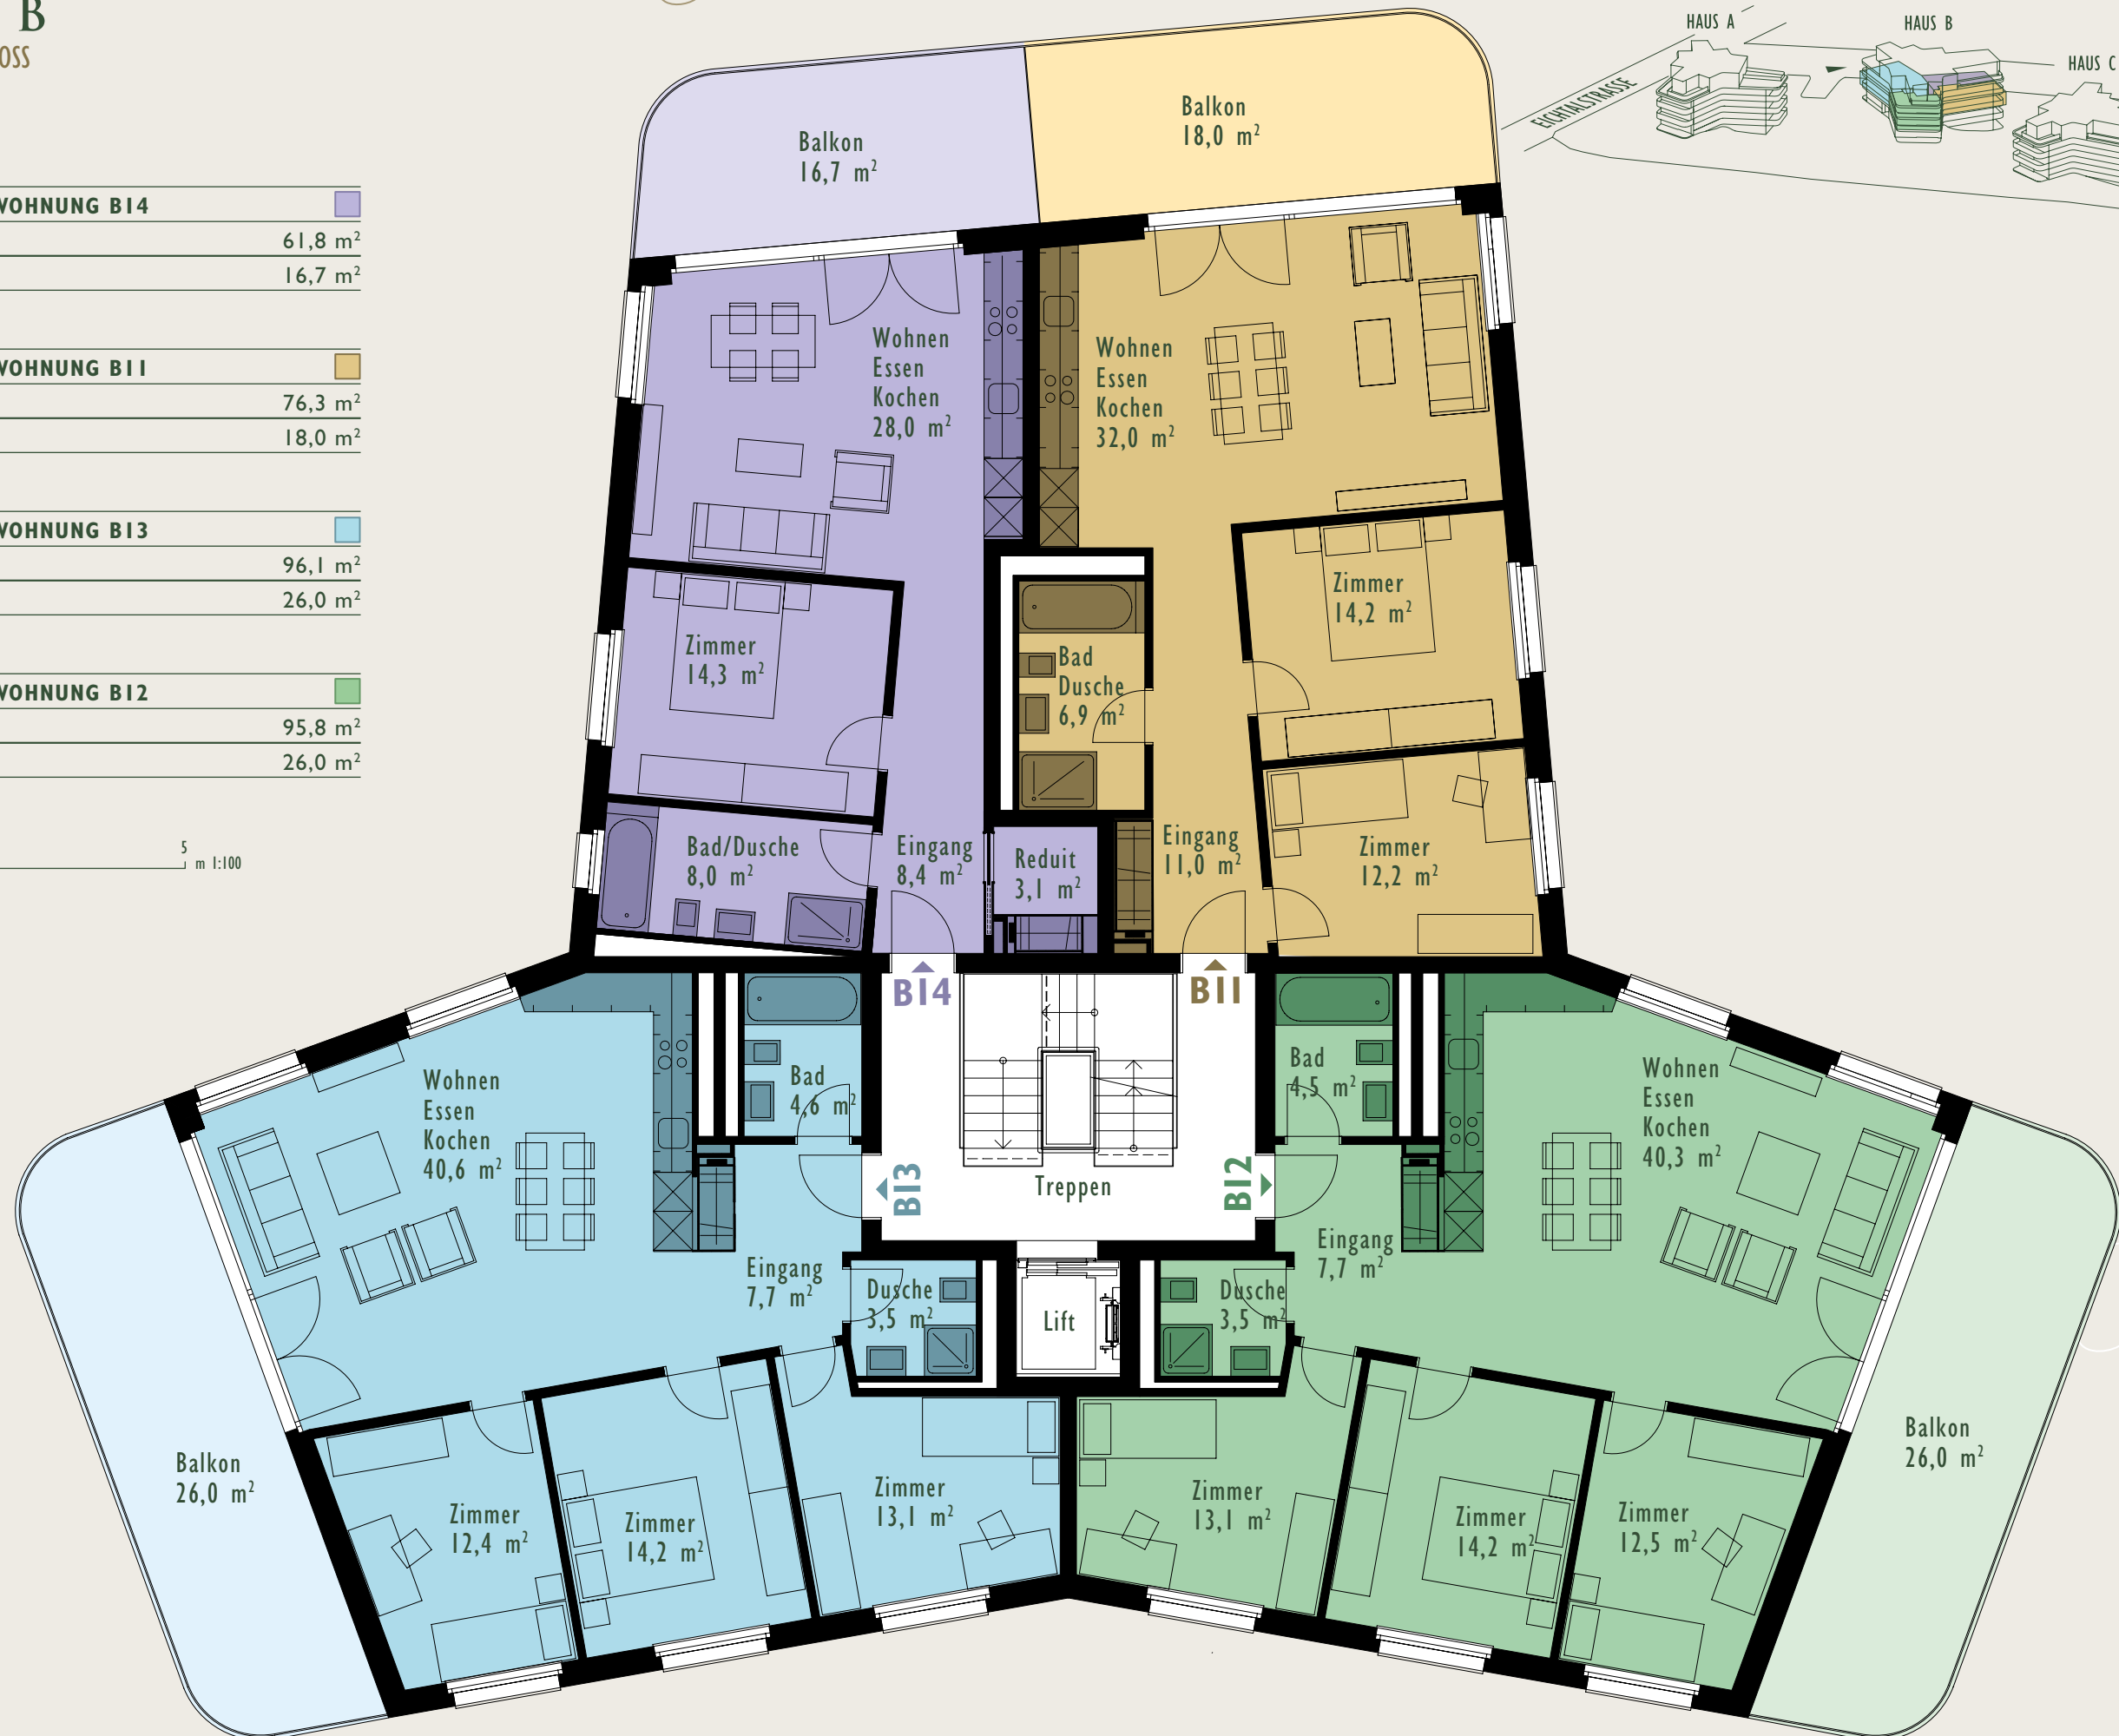 B
OSS
WOHNUNG B14
61,8 m²
16,7 m²
WOHNUNG B11
76,3 m²
18,0 m²
WOHNUNG B13
96,1 m²
26,0 m²
WOHNUNG B12
95,8 m²
26,0 m²
5
m 1:100
HAUS A
HAUS B
HAUS C
EICHTALSTRASSE
Balkon
16,7 m²
Balkon
18,0 m²
Wohnen
Essen
Kochen
28,0 m²
Wohnen
Essen
Kochen
32,0 m²
Zimmer
14,3 m²
Bad
Dusche
6,9 m²
Zimmer
14,2 m²
Bad/Dusche
8,0 m²
Eingang
8,4 m²
Reduit
3,1 m²
Eingang
11,0 m²
Zimmer
12,2 m²
B14
B11
Wohnen
Essen
Kochen
40,6 m²
Bad
4,6 m²
B13
Treppen
B12
Bad
4,5 m²
Wohnen
Essen
Kochen
40,3 m²
Eingang
7,7 m²
Dusche
3,5 m²
Lift
Dusche
3,5 m²
Eingang
7,7 m²
Balkon
26,0 m²
Zimmer
12,4 m²
Zimmer
14,2 m²
Zimmer
13,1 m²
Zimmer
13,1 m²
Zimmer
14,2 m²
Zimmer
12,5 m²
Balkon
26,0 m²